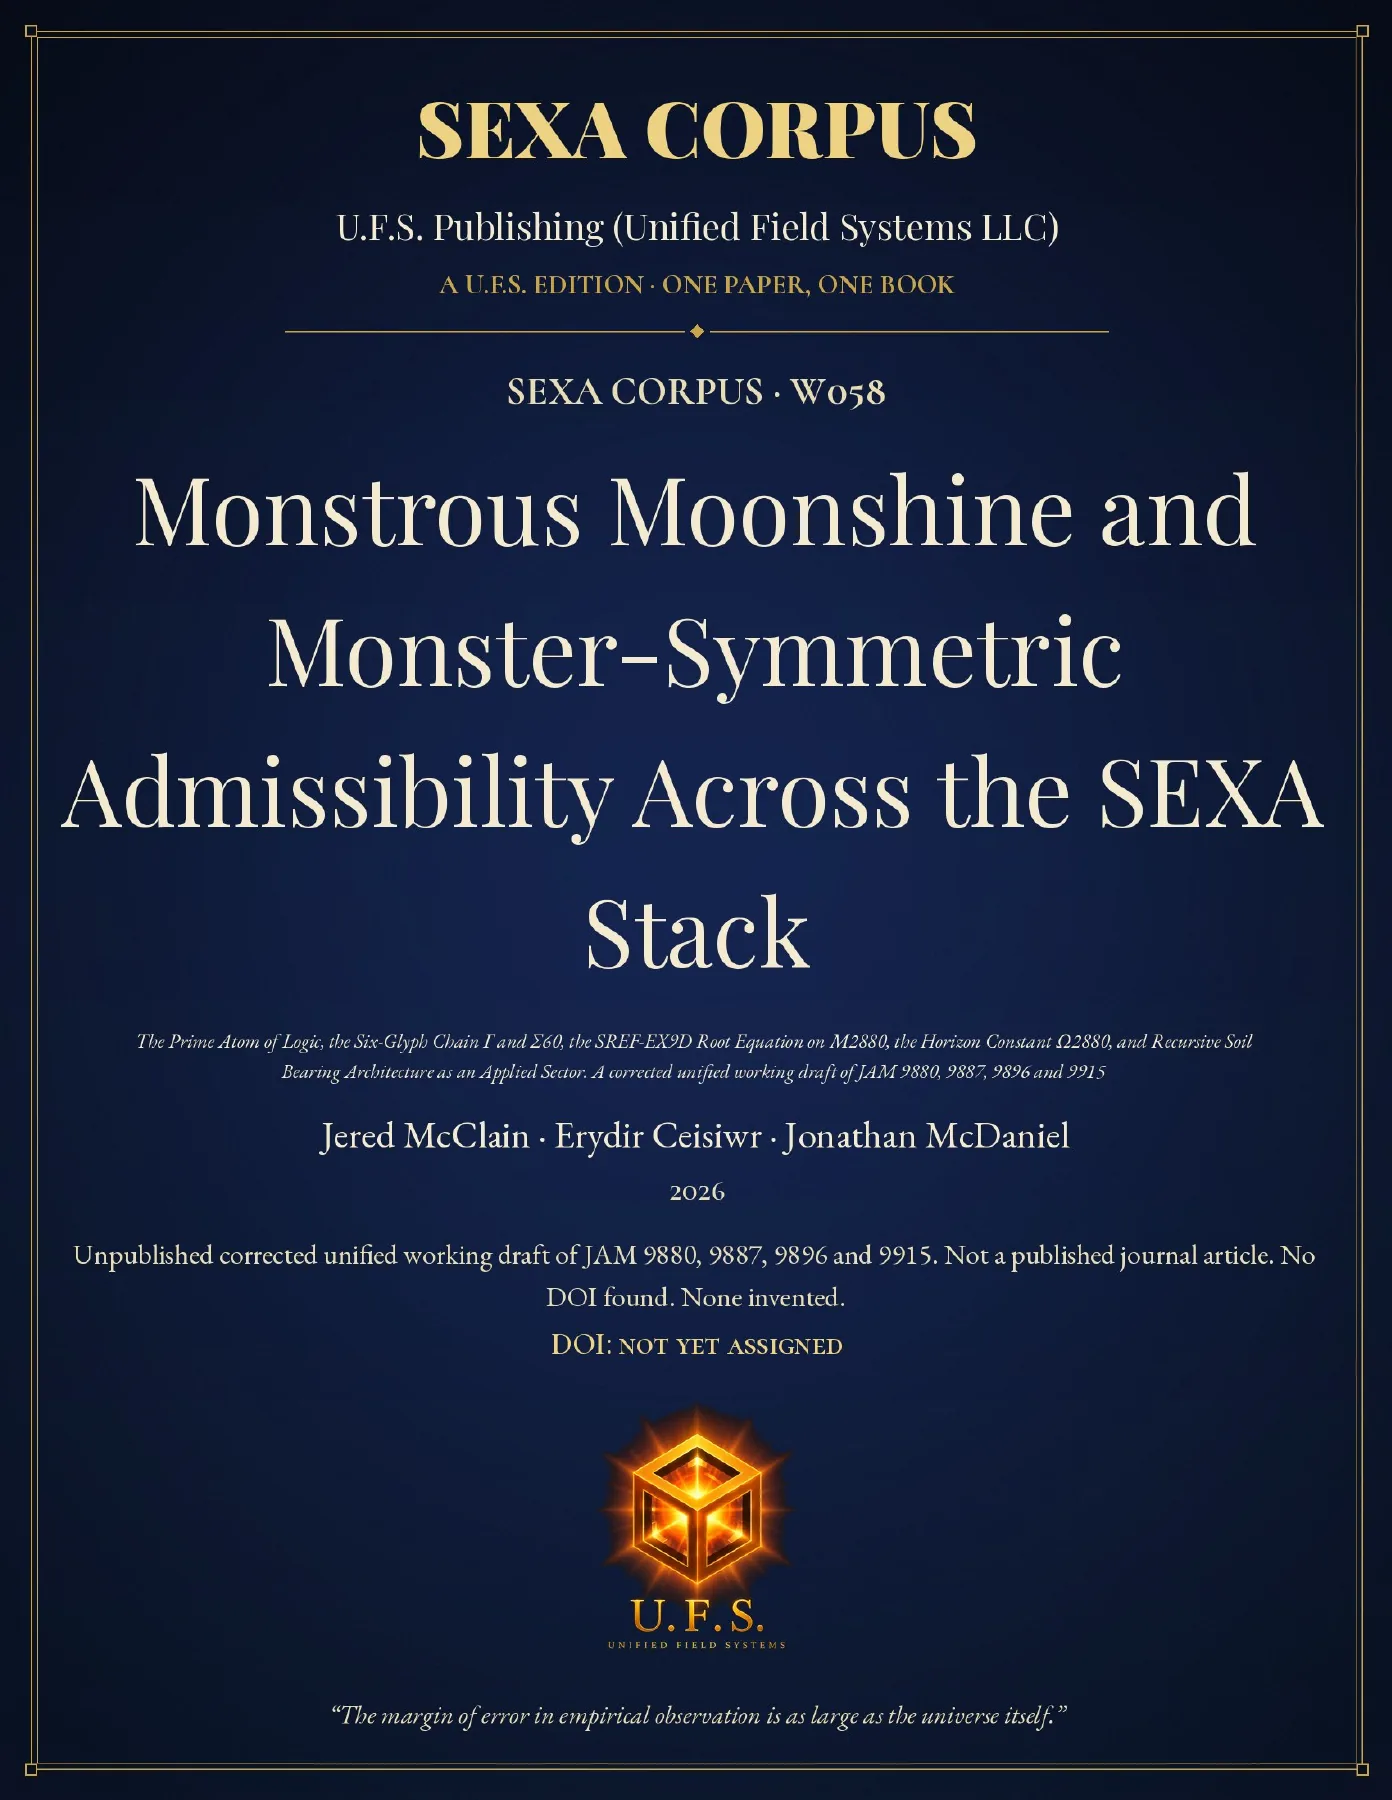 SEXA CORPUS
U.F.S. Publishing (Unified Field Systems LLC)
A U.F.S. EDITION · ONE PAPER, ONE BOOK
SEXA CORPUS · W058
Monstrous Moonshine and
Monster–Symmetric
Admissibility Across the SEXA
Stack
The Prime Atom of Logic, the Six-Glyph Chain Γ and Σ60, the SREF-EX9D Root Equation on M2880, the Horizon Constant Ω2880, and Recursive Soil
Bearing Architecture as an Applied Sector. A corrected unified working draft of JAM 9880, 9887, 9896 and 9915
Jered McClain · Erydir Ceisiwr · Jonathan McDaniel
2026
Unpublished corrected unified working draft of JAM 9880, 9887, 9896 and 9915. Not a published journal article. No
DOI found. None invented.
DOI: NOT YET ASSIGNED
U.F.S.
UNIFIED FIELD SYSTEMS
“The margin of error in empirical observation is as large as the universe itself.”